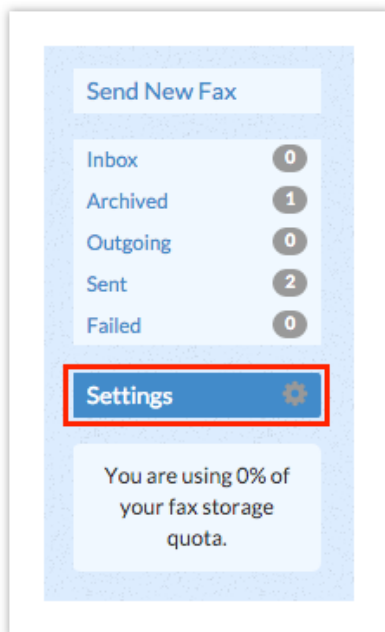 Send New Fax
Inbox 0
Archived 1
Outgoing 0
Sent 2
Failed 0
Settings
You are using 0% of
your fax storage
quota.